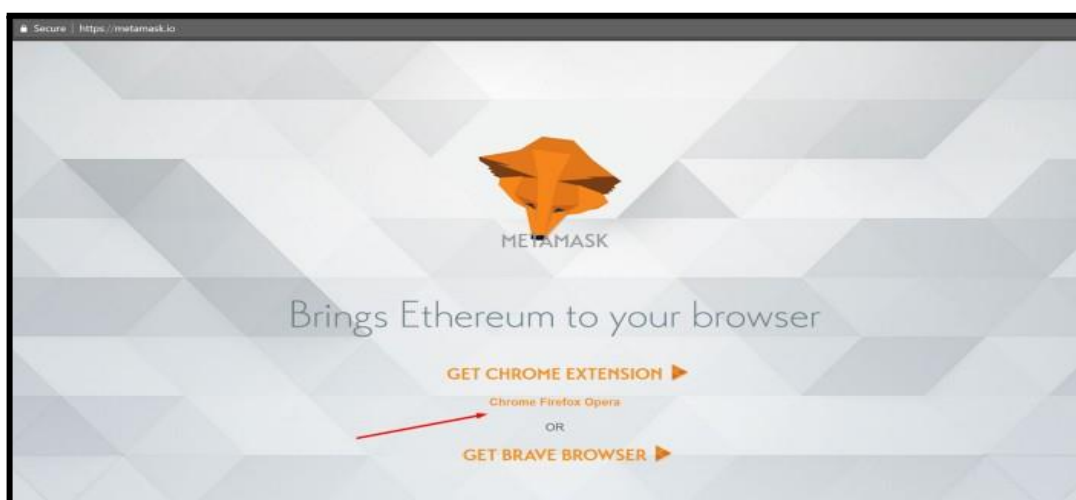 Secure | https://metamask.io
METAMASK
Brings Ethereum to your browser
GET CHROME EXTENSION
Chrome Firefox Opera
OR
GET BRAVE BROWSER